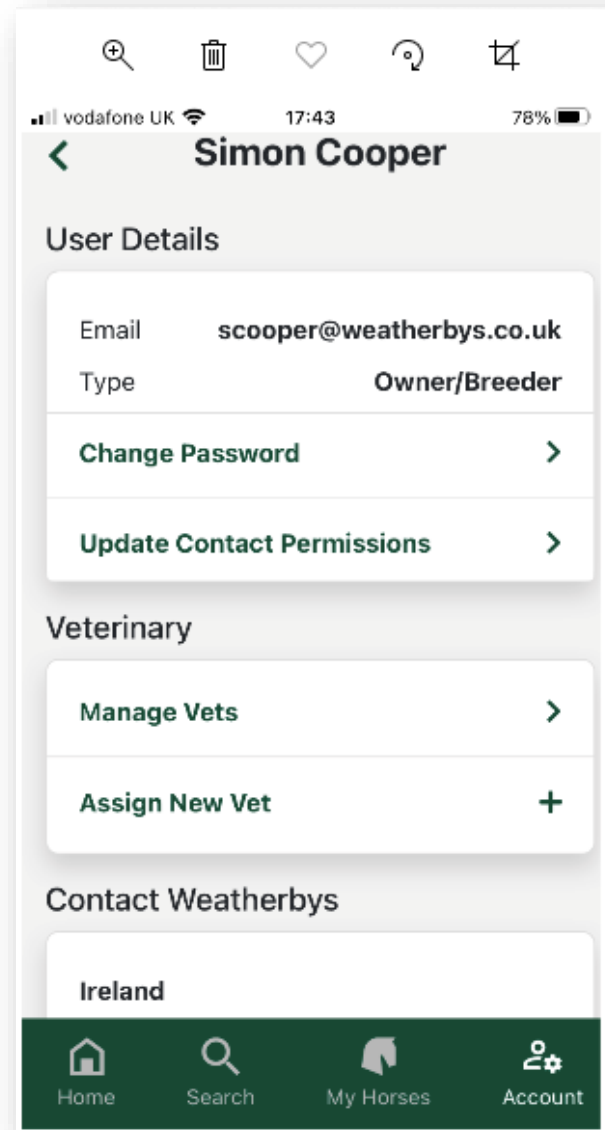 vodafone UK 17:43 78%
Simon Cooper
User Details
Email scooper@weatherbys.co.uk
Type Owner/Breeder
Change Password
Update Contact Permissions
Veterinary
Manage Vets
Assign New Vet
Contact Weatherbys
Ireland
Home Search My Horses Account